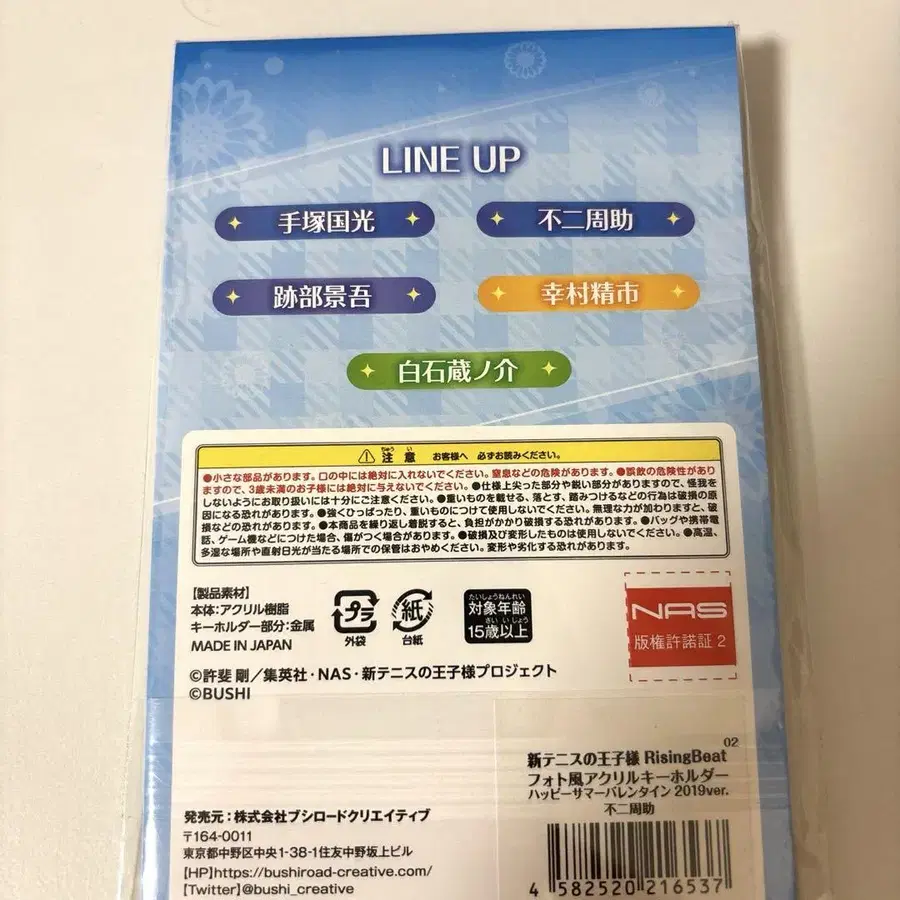 LINE UP
手塚国光
不二周助
跡部景吾
幸村精市
白石蔵ノ介
ちゅう い
注 意 お客様へ 必ずお読みください。
●小さな部品があります。口の中には絶対に入れないでください。窒息などの危険があります。●誤飲の危険性があり
ますので、3歳未満のお子様には絶対に与えないでください。●仕様上尖った部分や鋭い部分がありますので、怪我を
しないようにお取り扱いには十分にご注意ください。●重いものを載せる、落とす、踏みつけるなどの行為は破損の原
因になる恐れがあります。●強くひっぱったり、重いものにつけて使用しないでください。無理な力が加わりますと、破
損などの恐れがあります。●本商品を繰り返し着脱すると、負担がかかり破損する恐れがあります。●バッグや携帯電
話、ゲーム機などにつけた場合、傷がつく場合があります。●破損及び変形したものは使用しないでください。●高温、
多湿な場所や直射日光が当たる場所での保管はおやめください。変形や劣化する恐れがあります。
【製品素材】
本体:アクリル樹脂
キーホルダー部分:金属
MADE IN JAPAN
プラ
外袋
紙
台紙
たいしょうねんれい
対象年齢
さい いじょう
15歳以上
NAS
版権許諾証 2
©許斐 剛/集英社・NAS・新テニスの王子様プロジェクト
©BUSHI
02
新テニスの王子様 RisingBeat
フォト風アクリルキーホルダー
ハッピーサマーバレンタイン 2019ver.
不二周助
4 582520 216537
発売元:株式会社ブシロードクリエイティブ
〒164-0011
東京都中野区中央1-38-1住友中野坂上ビル
【HP】https://bushiroad-creative.com/
【Twitter】@bushi_creative